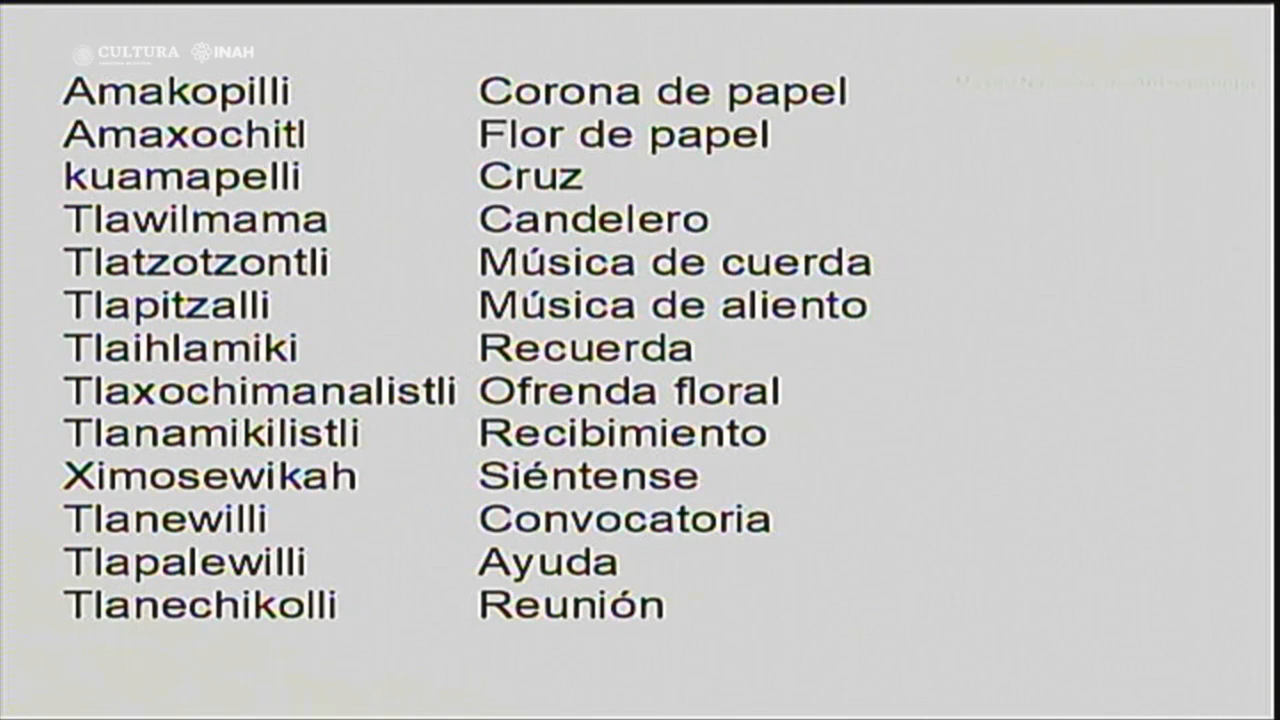 CULTURA INAH
Amakopilli Corona de papel
Amaxochitl Flor de papel
kuamapelli Cruz
Tlawilmama Candelero
Tlatzotzontli Música de cuerda
Tlapitzalli Música de aliento
Tlaihlamiki Recuerda
Tlaxochimanalistli Ofrenda floral
Tlanamikilistli Recibimiento
Ximosewikah Siéntense
Tlanewilli Convocatoria
Tlapalewilli Ayuda
Tlanechikolli Reunión